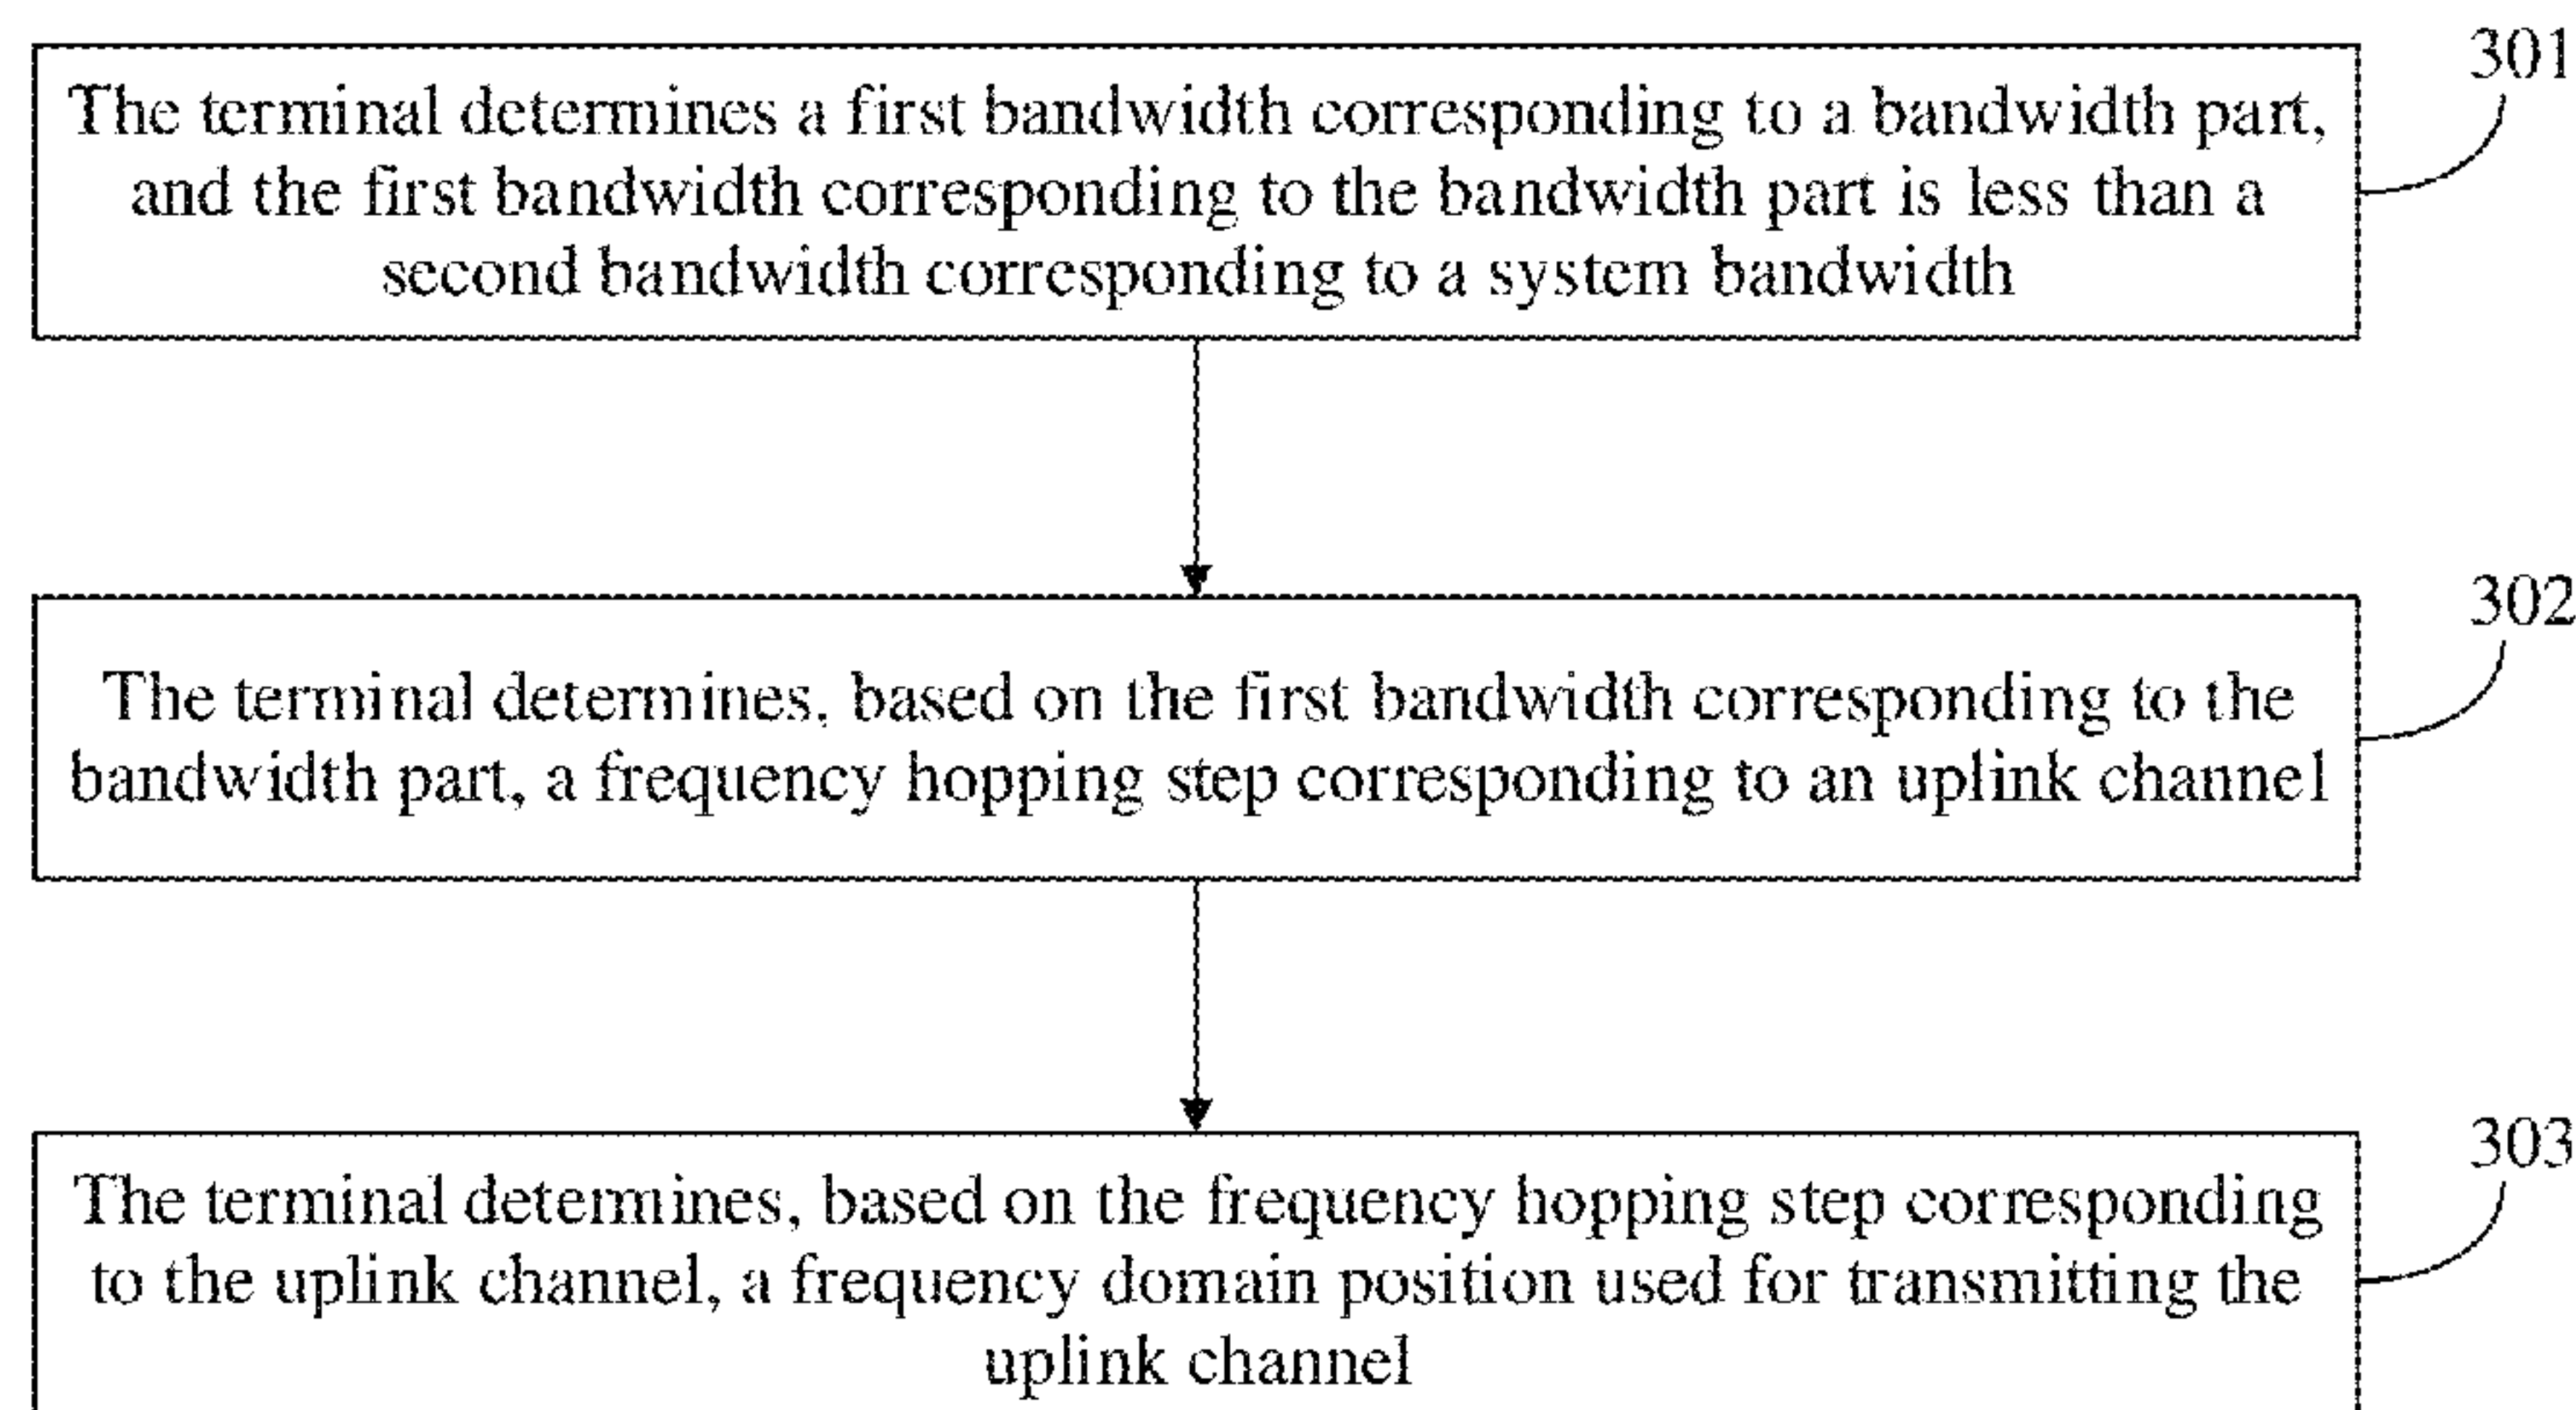 301
The terminal determines a first bandwidth corresponding to a bandwidth part,
and the first bandwidth corresponding to the bandwidth part is less than a
second bandwidth corresponding to a system bandwidth
302
The terminal determines, based on the first bandwidth corresponding to the
bandwidth part, a frequency hopping step corresponding to an uplink channel
303
The terminal determines, based on the frequency hopping step corresponding
to the uplink channel, a frequency domain position used for transmitting the
uplink channel